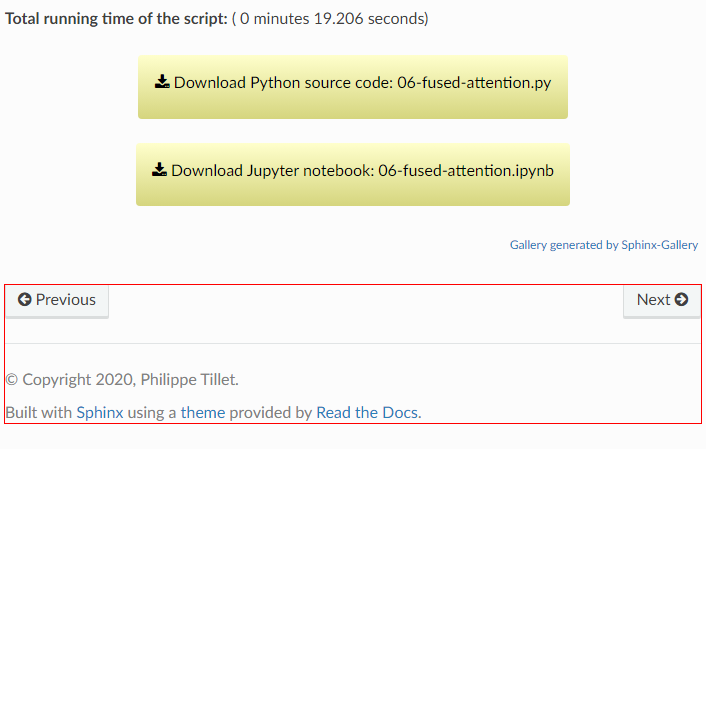 Total running time of the script: ( 0 minutes 19.206 seconds)
Download Python source code: 06-fused-attention.py
Download Jupyter notebook: 06-fused-attention.ipynb
Gallery generated by Sphinx-Gallery
Previous Next
© Copyright 2020, Philippe Tillet.
Built with Sphinx using a theme provided by Read the Docs.